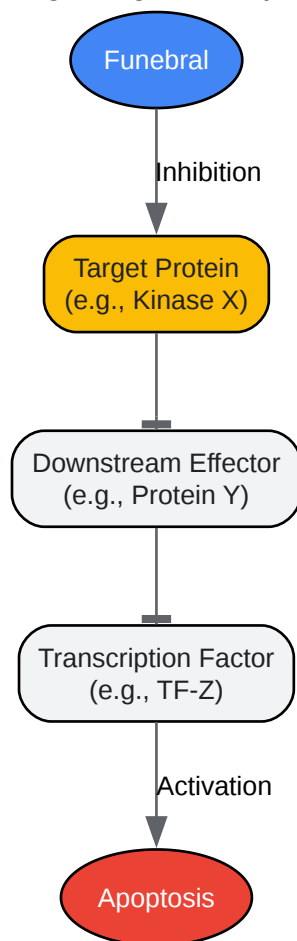 Funebral
Inhibition
Target Protein
(e.g., Kinase X)
Downstream Effector
(e.g., Protein Y)
Transcription Factor
(e.g., TF-Z)
Activation
Apoptosis